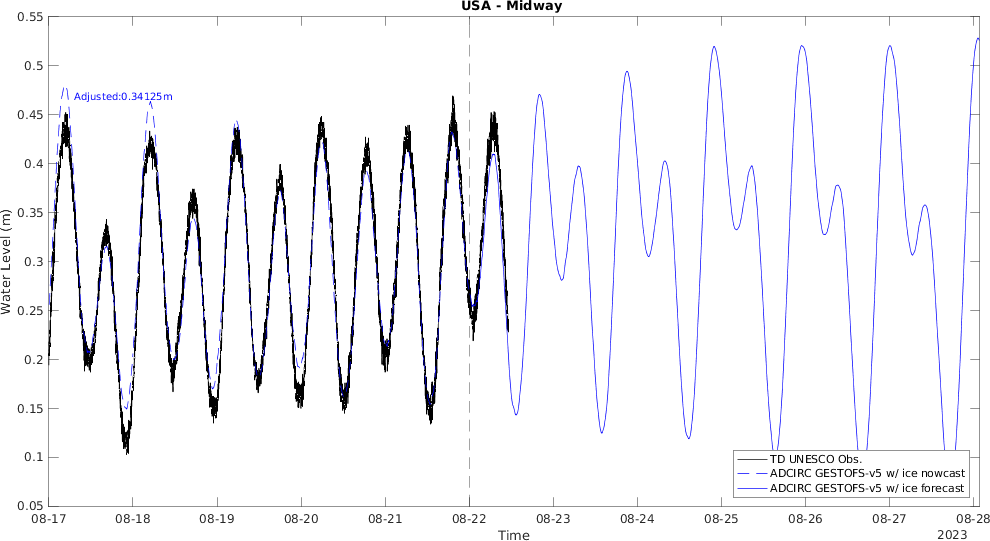 USA - Midway
0.55
0.5
0.45
0.4
0.35
0.3
0.25
0.2
0.15
0.1
0.05
Water Level (m)
Adjusted:0.34125m
TD UNESCO Obs.
ADCIRC GESTOFS-v5 w/ ice nowcast
ADCIRC GESTOFS-v5 w/ ice forecast
08-17 08-18 08-19 08-20 08-21 08-22 08-23 08-24 08-25 08-26 08-27 08-28
Time
2023